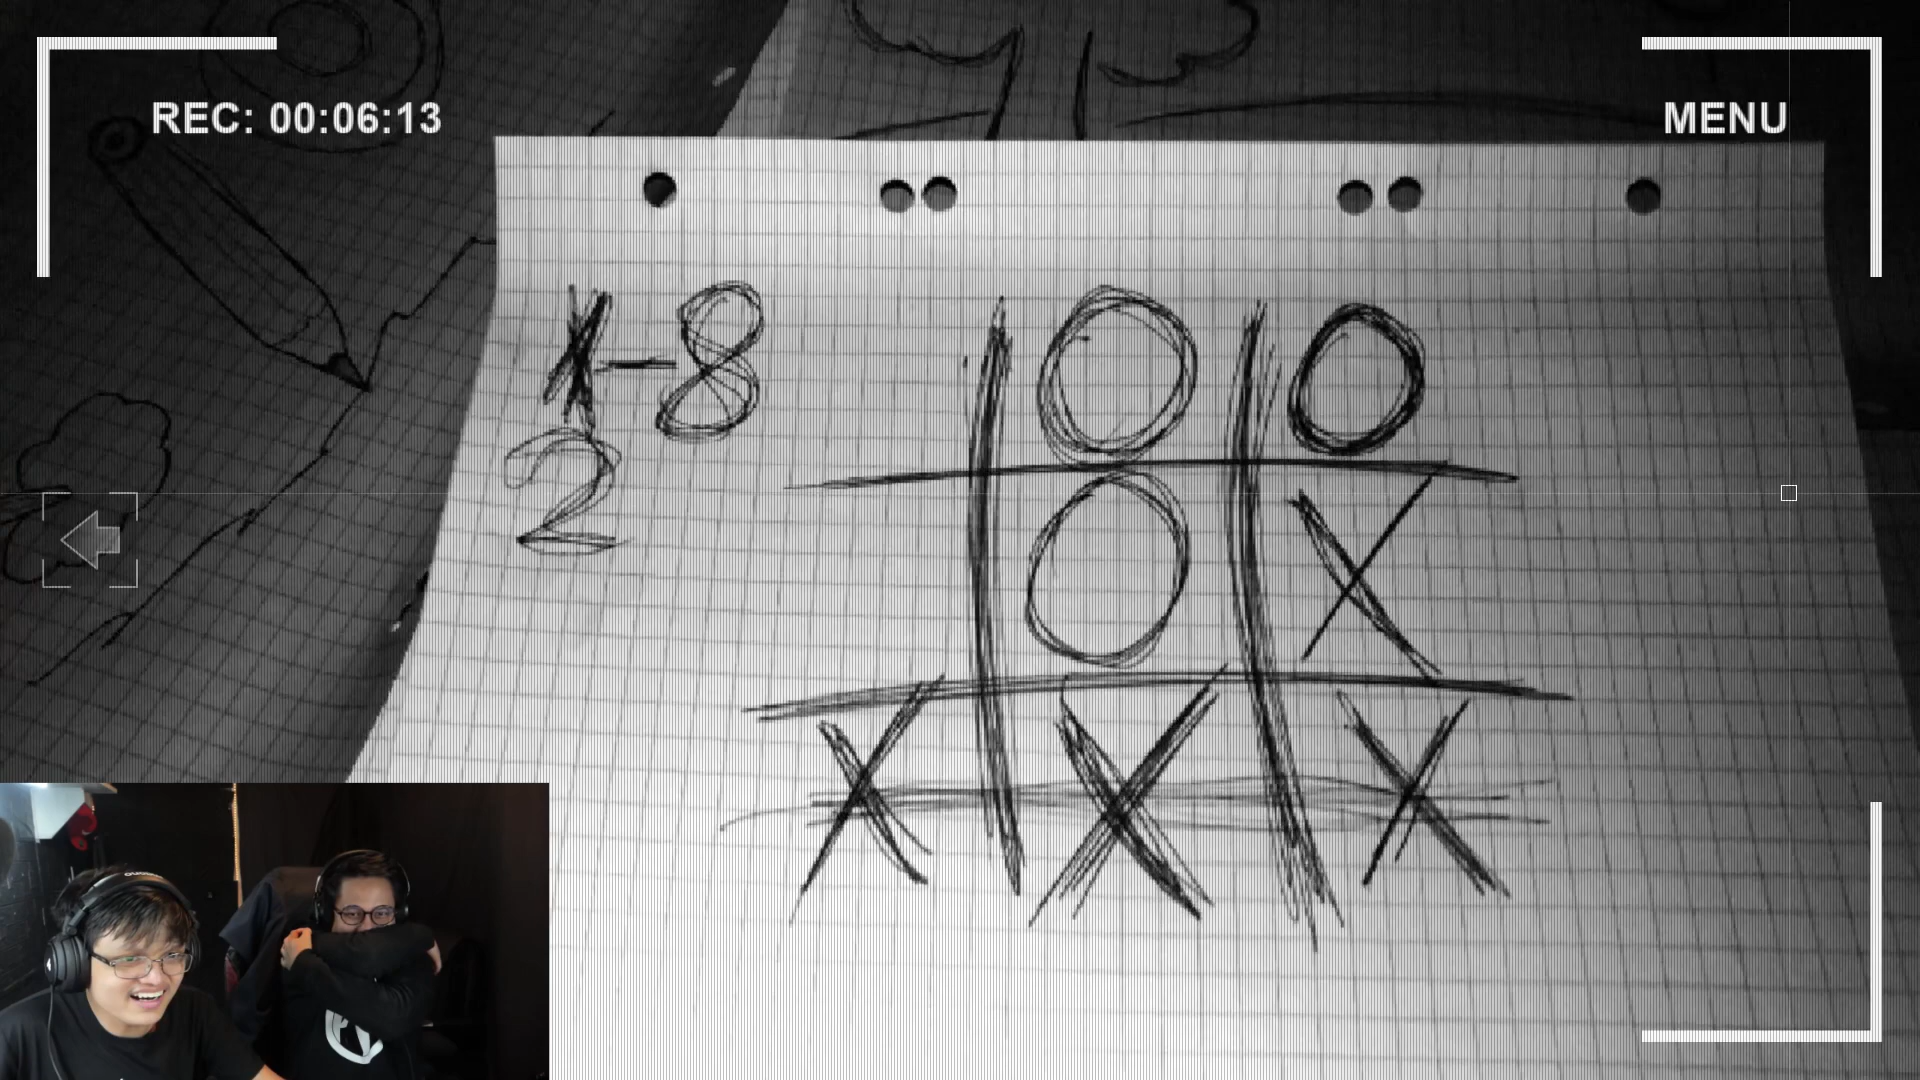 REC: 00:06:13
MENU
1-8
2
O O
O X
X X X